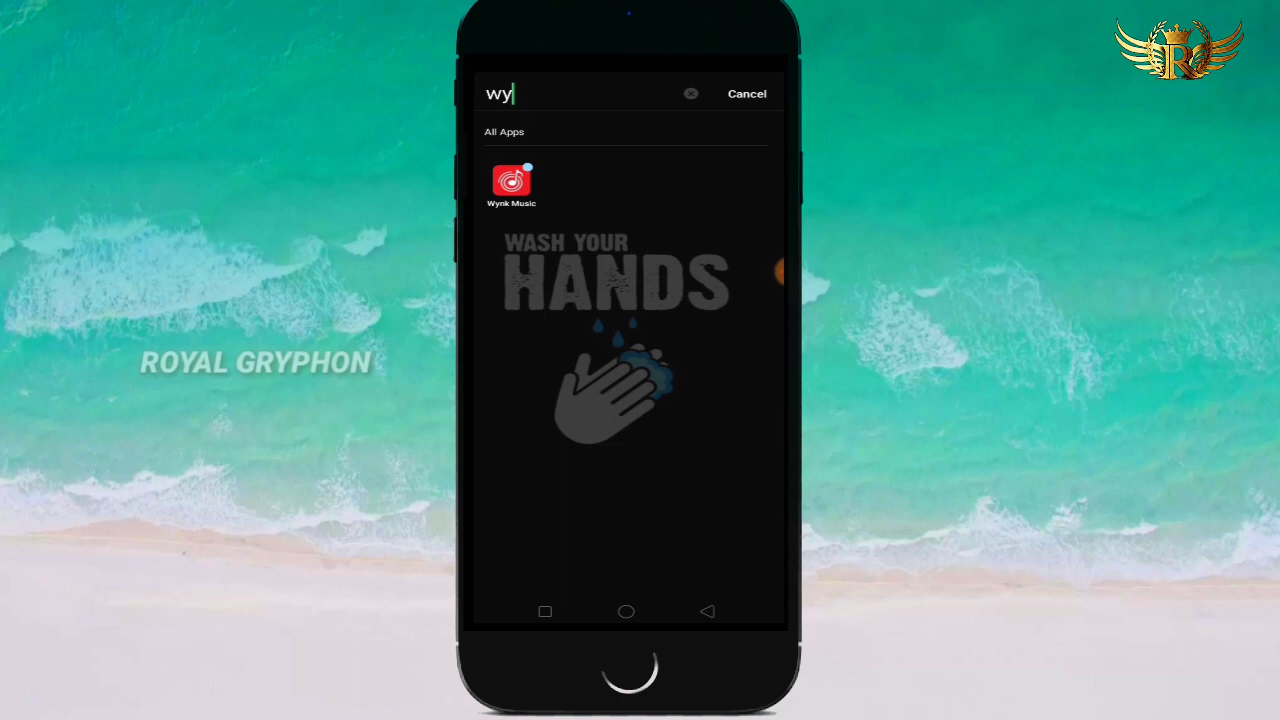 R
wy
Cancel
All Apps
Wynk Music
WASH YOUR
HANDS
ROYAL GRYPHON